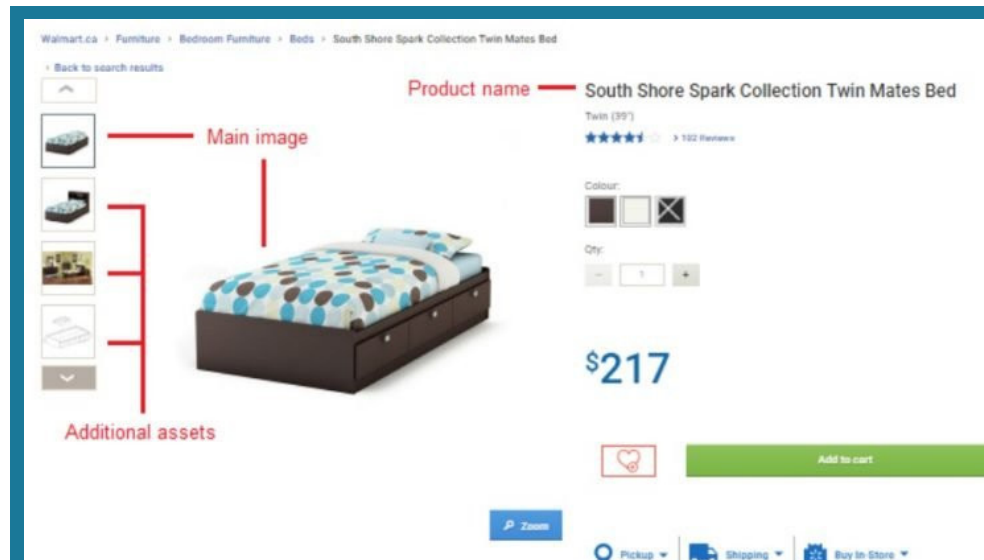 Walmart.ca > Furniture > Bedroom Furniture > Beds > South Shore Spark Collection Twin Mates Bed
‹ Back to search results
Product name
South Shore Spark Collection Twin Mates Bed
Twin (39")
> 102 Reviews
Main image
Colour:
Qty:
- 1 +
$217
Additional assets
Add to cart
Zoom
Pickup
Shipping
Buy In-Store